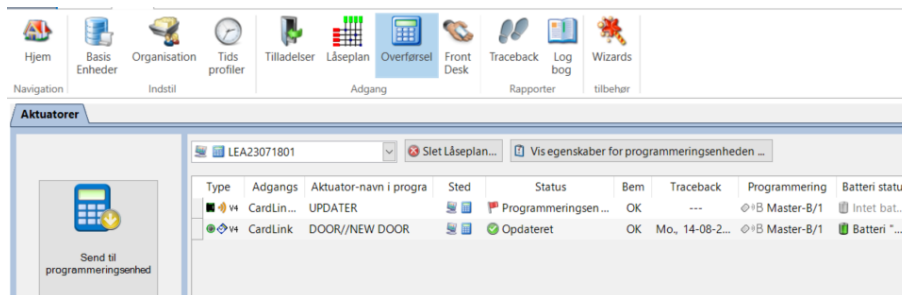 Hjem
Basis Enheder
Organisation
Tids profiler
Tilladelser
Låseplan
Overførsel
Front Desk
Traceback
Log bog
Wizards
Navigation
Indstil
Adgang
Rapporter
tilbehør
Aktuatorer
LEA23071801
Slet Låseplan...
Vis egenskaber for programmeringsenheden ...
Type Adgangs Aktuator-navn i progra Sted Status Bem Traceback Programmering Batteri statu
V4 CardLin... UPDATER Programmeringsen ... OK --- B Master-B/1 Intet bat...
V4 CardLink DOOR//NEW DOOR Opdateret OK Mo., 14-08-2... B Master-B/1 Batteri "...
Send til
programmeringsenhed